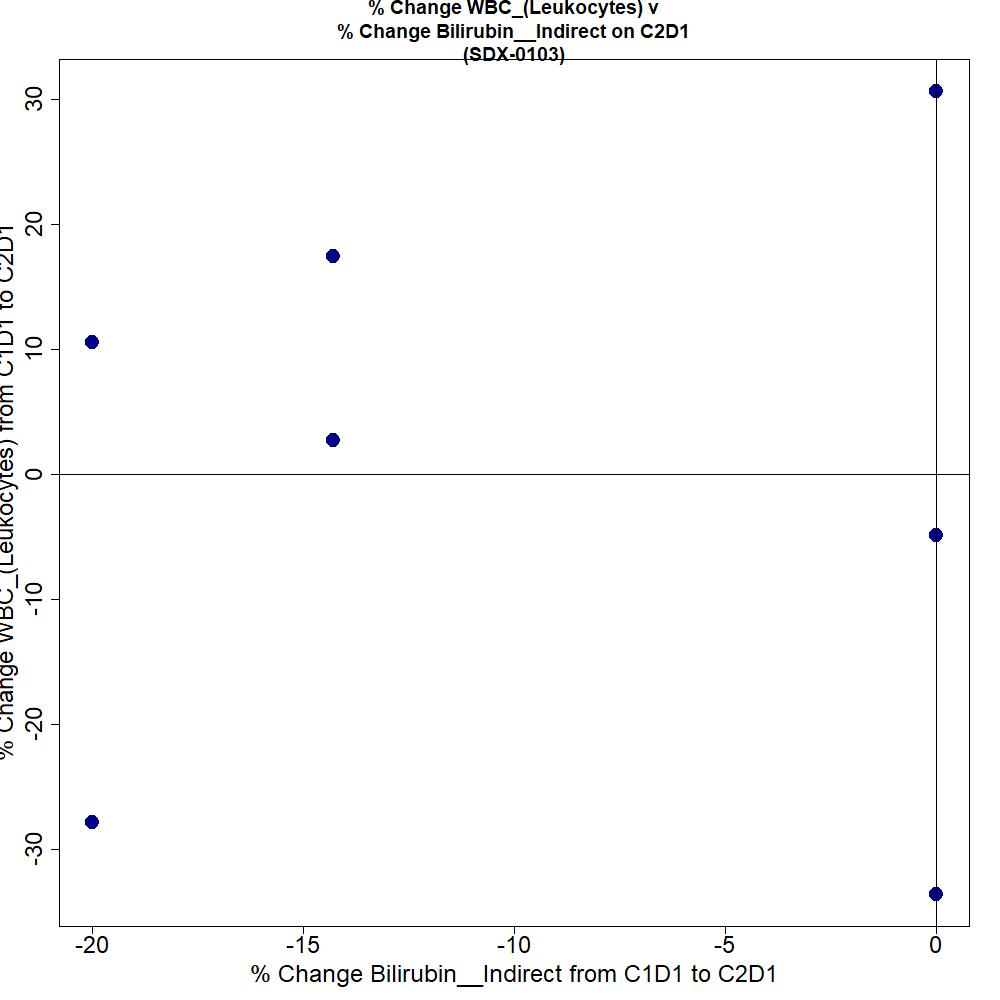 % Change WBC_(Leukocytes) v
% Change Bilirubin__Indirect on C2D1
(SDX-0103)
% Change WBC_(Leukocytes) from C1D1 to C2D1
30
20
10
0
-10
-20
-30
-20
-15
-10
-5
0
% Change Bilirubin__Indirect from C1D1 to C2D1